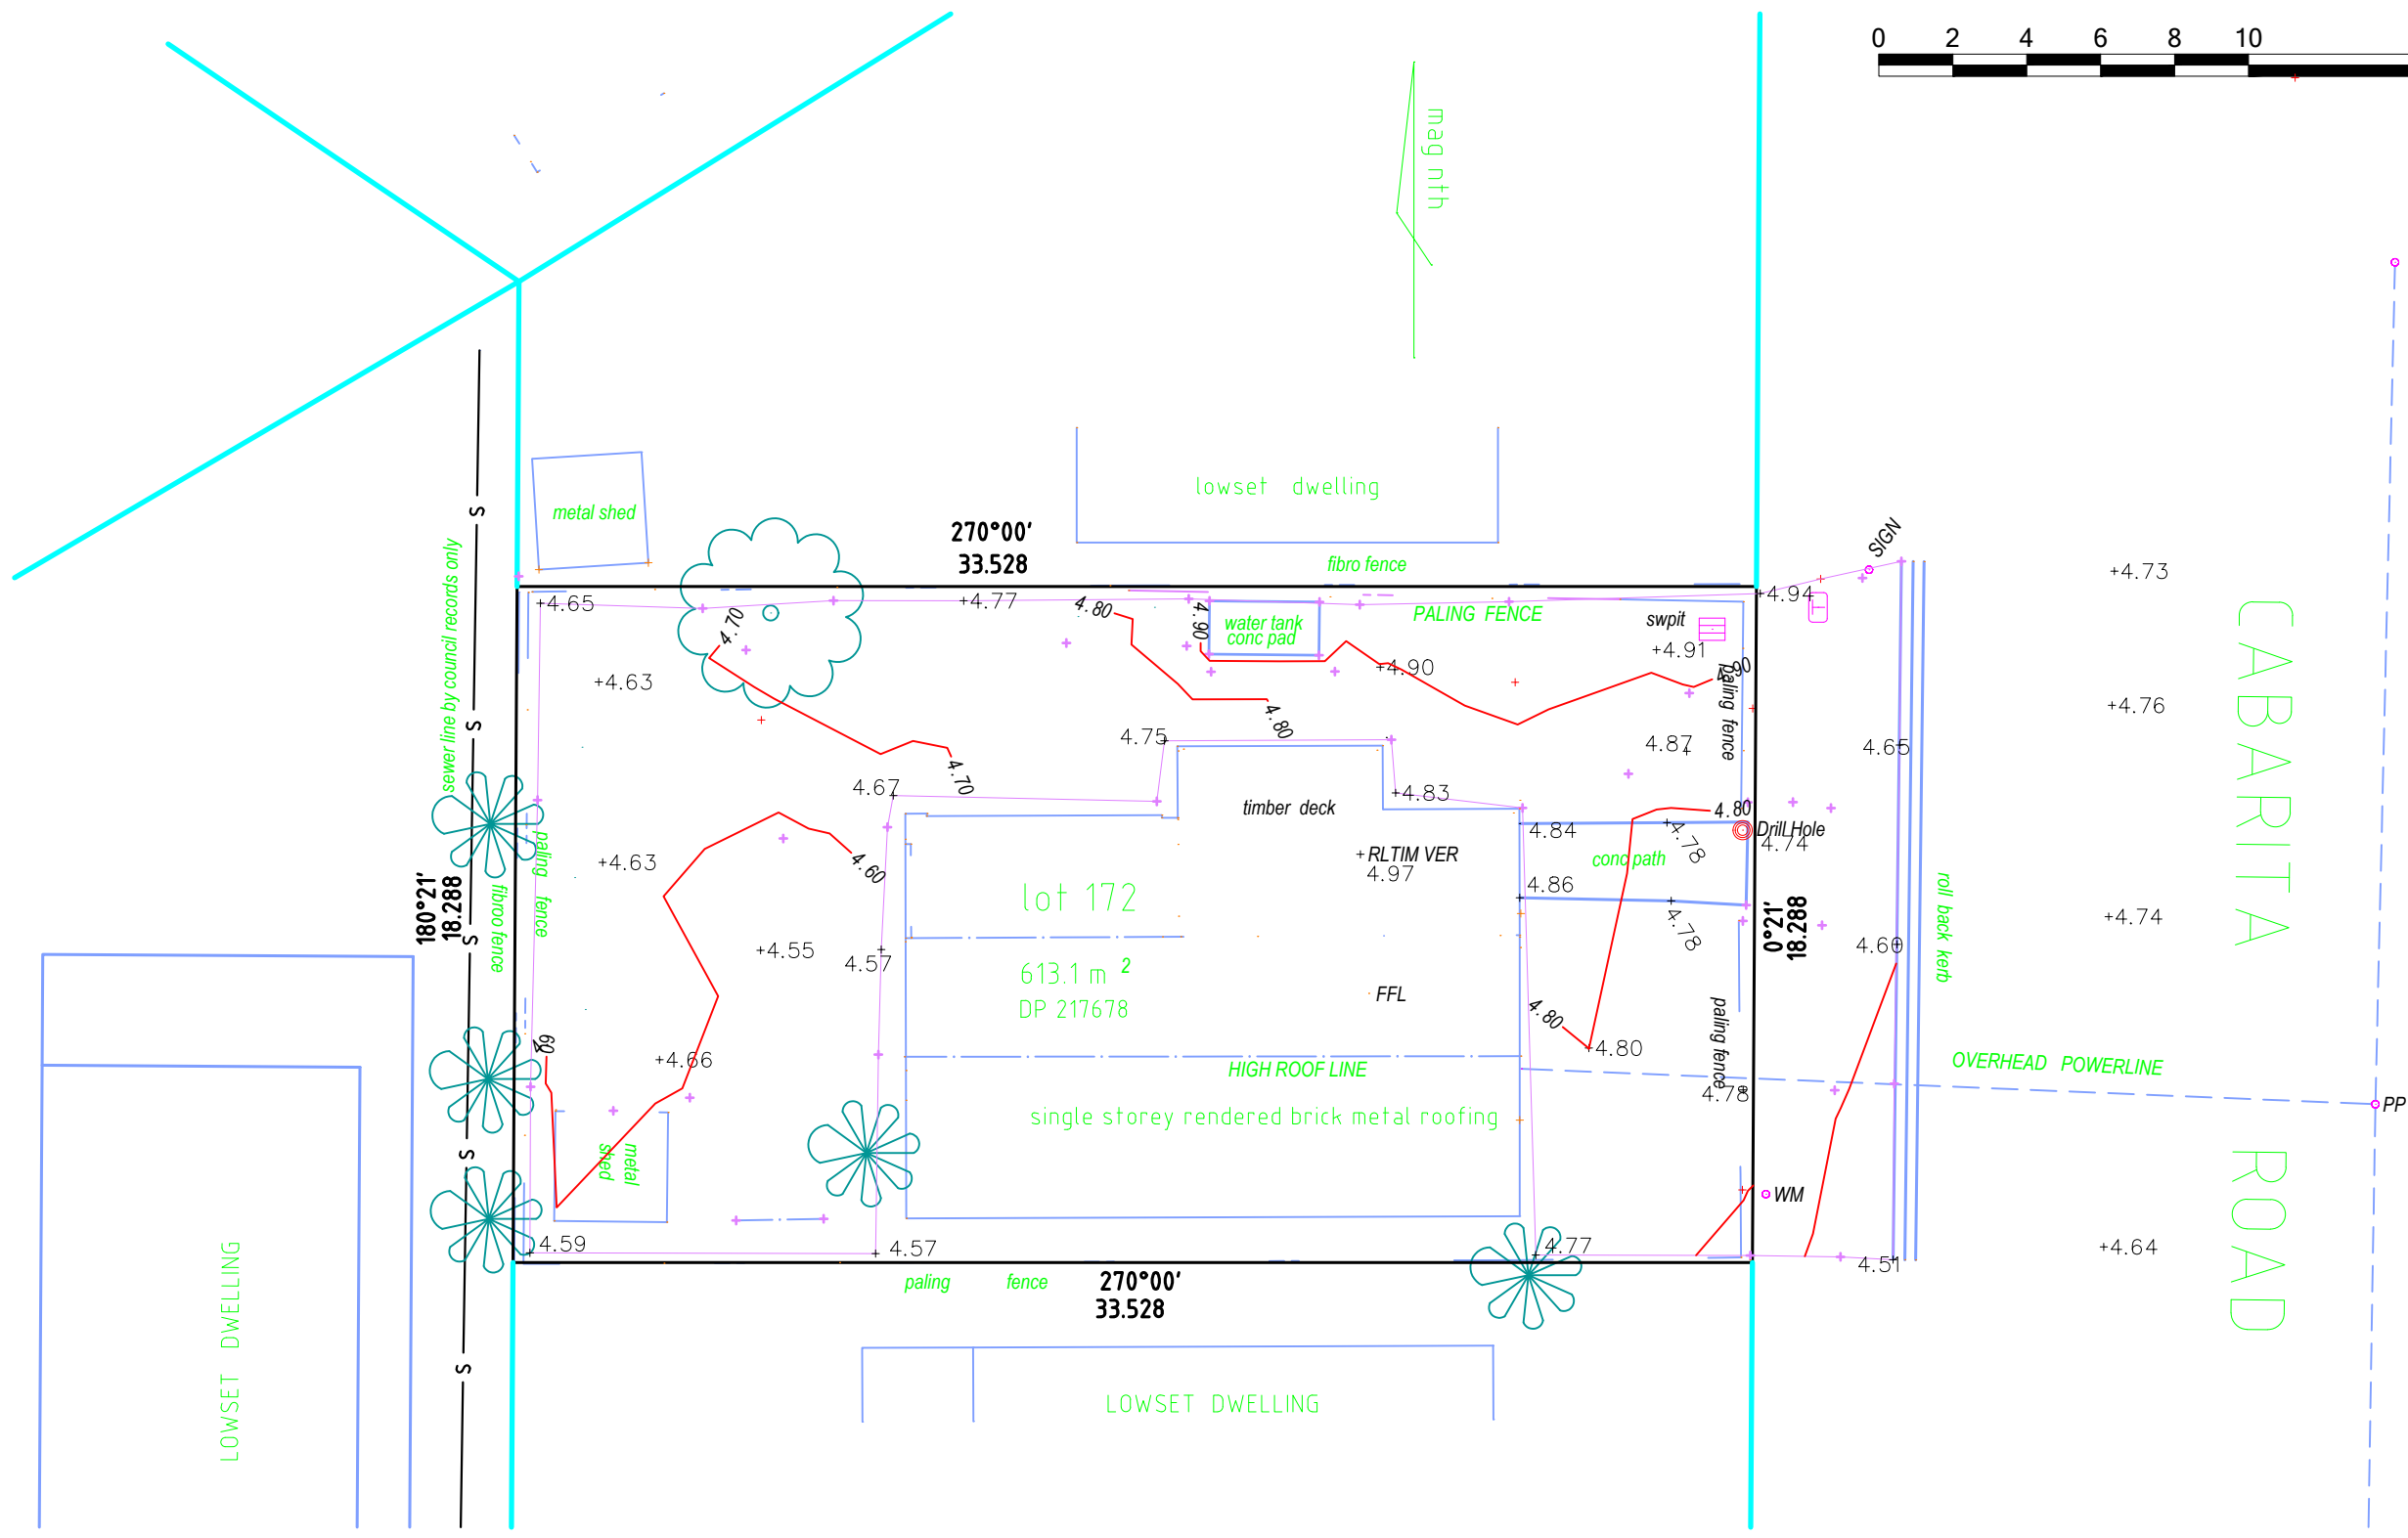 0 2 4 6 8 10
mag nth
metal shed
lowset dwelling
SIGN
270°00'
33.528
fibro fence
+4.73
+4.65
+4.77
4.80
4.90
water tank
conc pad
PALING FENCE
swpit
+4.94
T
4.70
+4.63
+4.90
+4.91
4.90
paling fence
+4.76
CABARITA
ROAD
sewer line by council records only
S
S
S
S
S
4.80
4.75
4.87
4.65
4.70
4.67
timber deck
+4.83
4.80
4.84
4.78
Drill Hole
4.74
paling fence
+4.63
4.60
RLTIM VER
4.97
conc path
4.86
4.78
roll back kerb
180°21'
18.288
fibroo fence
lot 172
+4.55
4.57
613.1 m 2
DP 217678
FFL
0°21'
18.288
4.60
+4.74
4.60
+4.66
4.80
+4.80
paling fence
4.78
HIGH ROOF LINE
OVERHEAD POWERLINE
PP
single storey rendered brick metal roofing
metal
shed
WM
4.59
4.57
4.77
4.51
+4.64
paling fence
270°00'
33.528
LOWSET DWELLING
LOWSET DWELLING